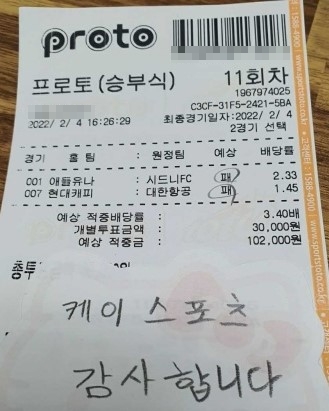 proto
프로토(승부식) 11회차
1967974025
C3CF-31F5-2421-5BA
2022/ 2/ 4 16:26:29 최종경기일자:2022/ 2/ 4
2경기 선택
경기 홈 팀 : 원정팀 예상 배당률
001 애들유나 : 시드니FC 패 2.33
007 현대캐피 : 대한항공 패 1.45
예상 적중배당률 : 3.40배
개별투표금액 : 30,000원
예상 적중금 : 102,000원
총투
케이 스포츠
감사합니다